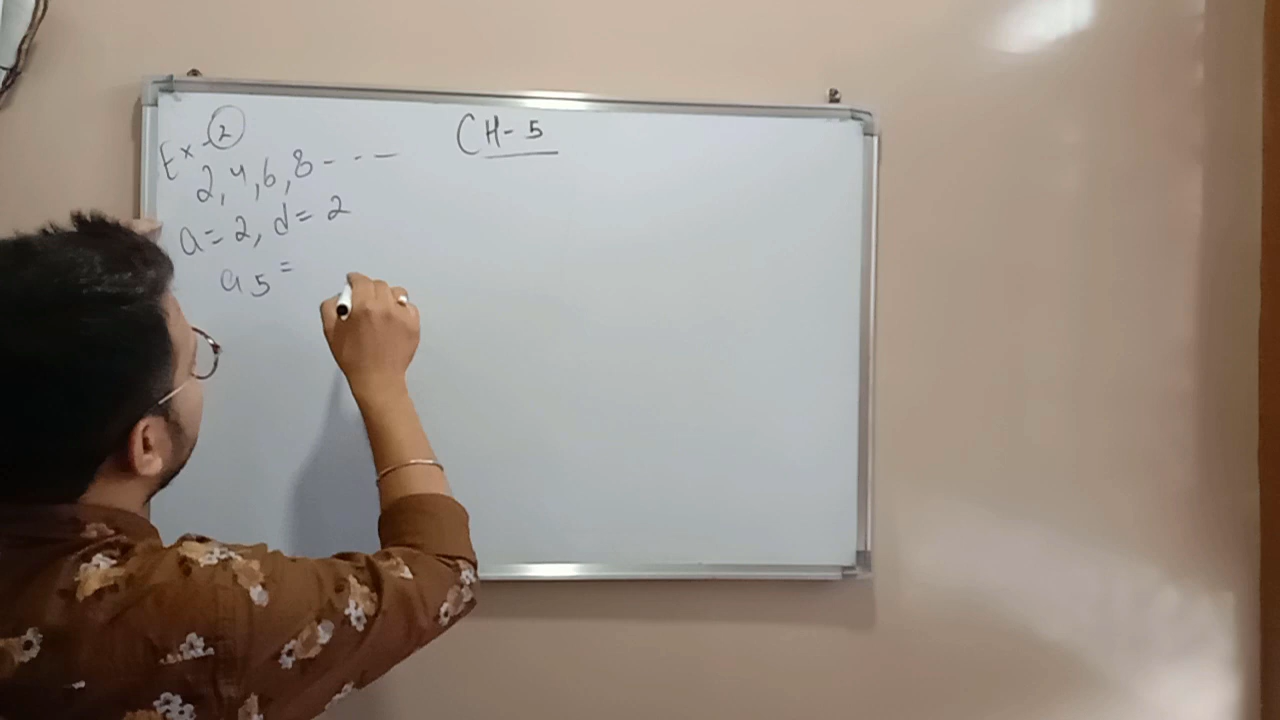 CH-5
Ex-2
2, 4, 6, 8 - - -
a = 2, d = 2
a5 =